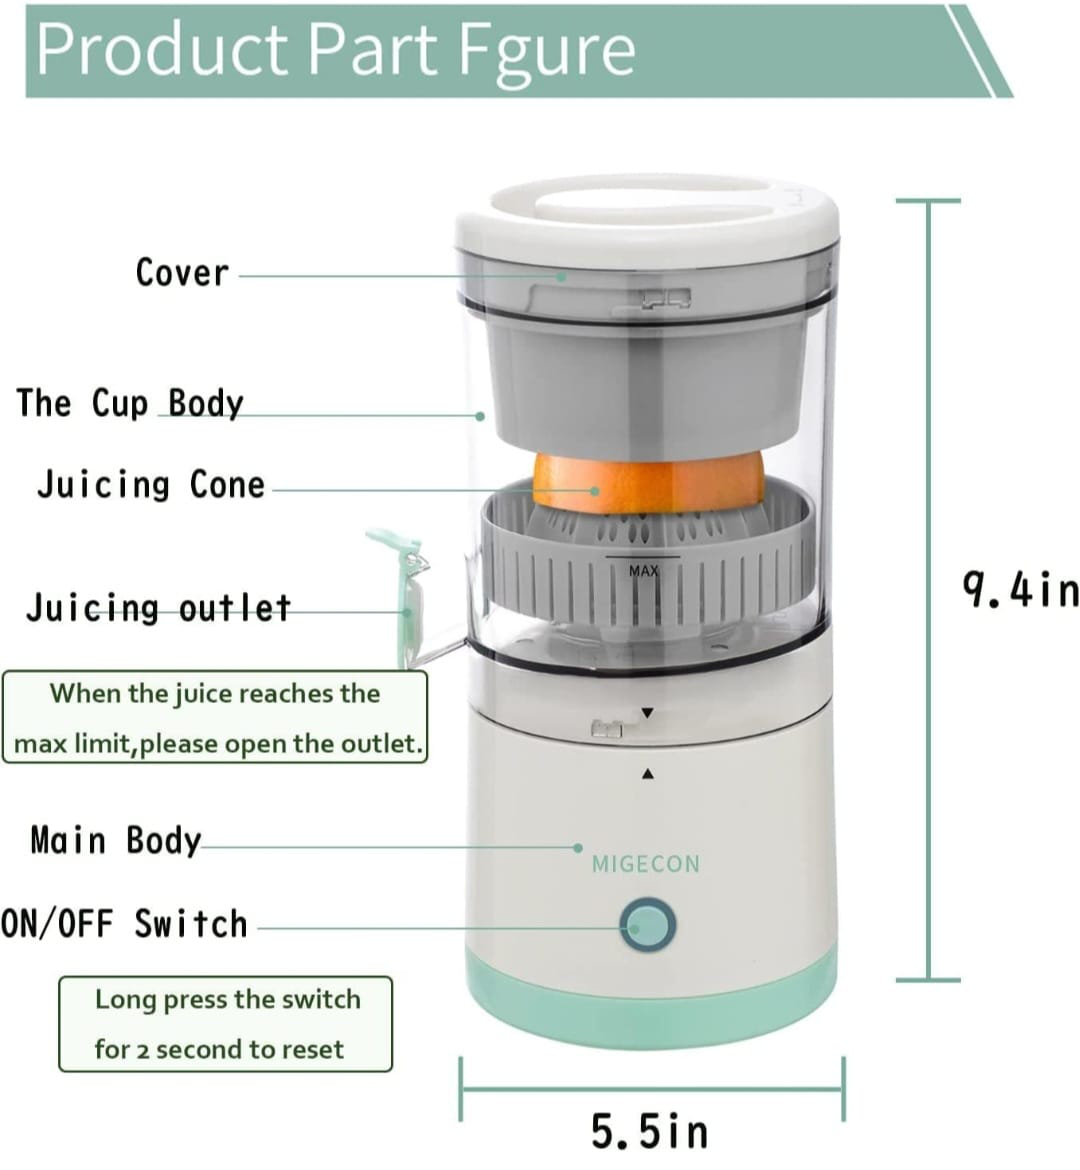 Product Part Fgure
Cover
The Cup Body
Juicing Cone
MAX
Juicing outlet
9.4in
When the juice reaches the
max limit,please open the outlet.
Main Body
MIGECON
ON/OFF Switch
Long press the switch
for 2 second to reset
5.5in